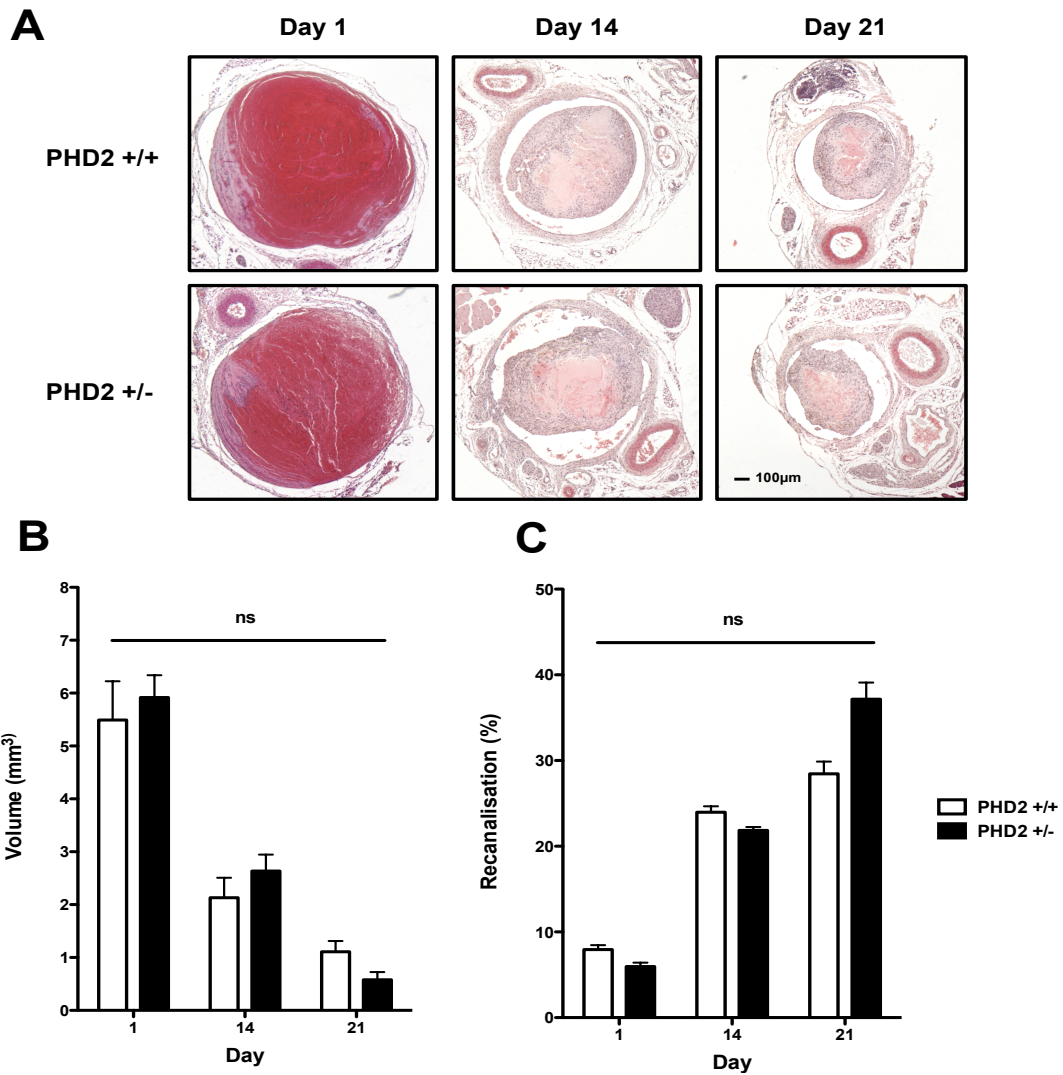 A
Day 1 Day 14 Day 21
PHD2 +/+
PHD2 +/-
100µm
B
8
7
6
5
4
3
2
1
0
Volume (mm³)
ns
1 14 21
Day
C
50
40
30
20
10
0
Recanalisation (%)
ns
1 14 21
Day
PHD2 +/+
PHD2 +/-